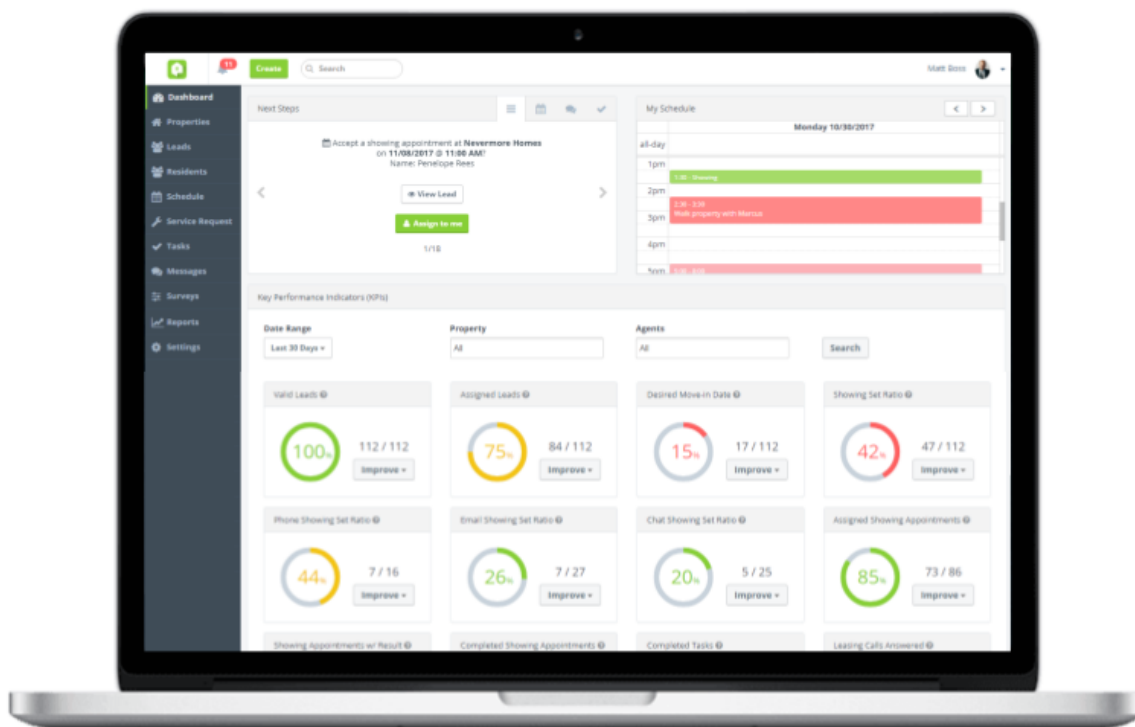 11
Create
Search
Matt Boss
Dashboard
Properties
Leads
Residents
Schedule
Service Request
Tasks
Messages
Surveys
Reports
Settings
Next Steps
Accept a showing appointment at Nevermore Homes
on 11/08/2017 @ 11:00 AM?
Name: Penelope Rees
View Lead
Assign to me
1/18
My Schedule
Monday 10/30/2017
all-day
1pm
1:30 - Showing
2pm
2:30 - 3:30
Walk property with Marcus
3pm
4pm
5pm
Key Performance Indicators (KPIs)
Date Range
Last 30 Days
Property
All
Agents
All
Search
Valid Leads
100%
112 / 112
Improve
Assigned Leads
75%
84 / 112
Improve
Desired Move-in Date
15%
17 / 112
Improve
Showing Set Ratio
42%
47 / 112
Improve
Phone Showing Set Ratio
44%
7 / 16
Improve
Email Showing Set Ratio
26%
7 / 27
Improve
Chat Showing Set Ratio
20%
5 / 25
Improve
Assigned Showing Appointments
85%
73 / 86
Improve
Showing Appointments w/ Result
Completed Showing Appointments
Completed Tasks
Leasing Calls Answered